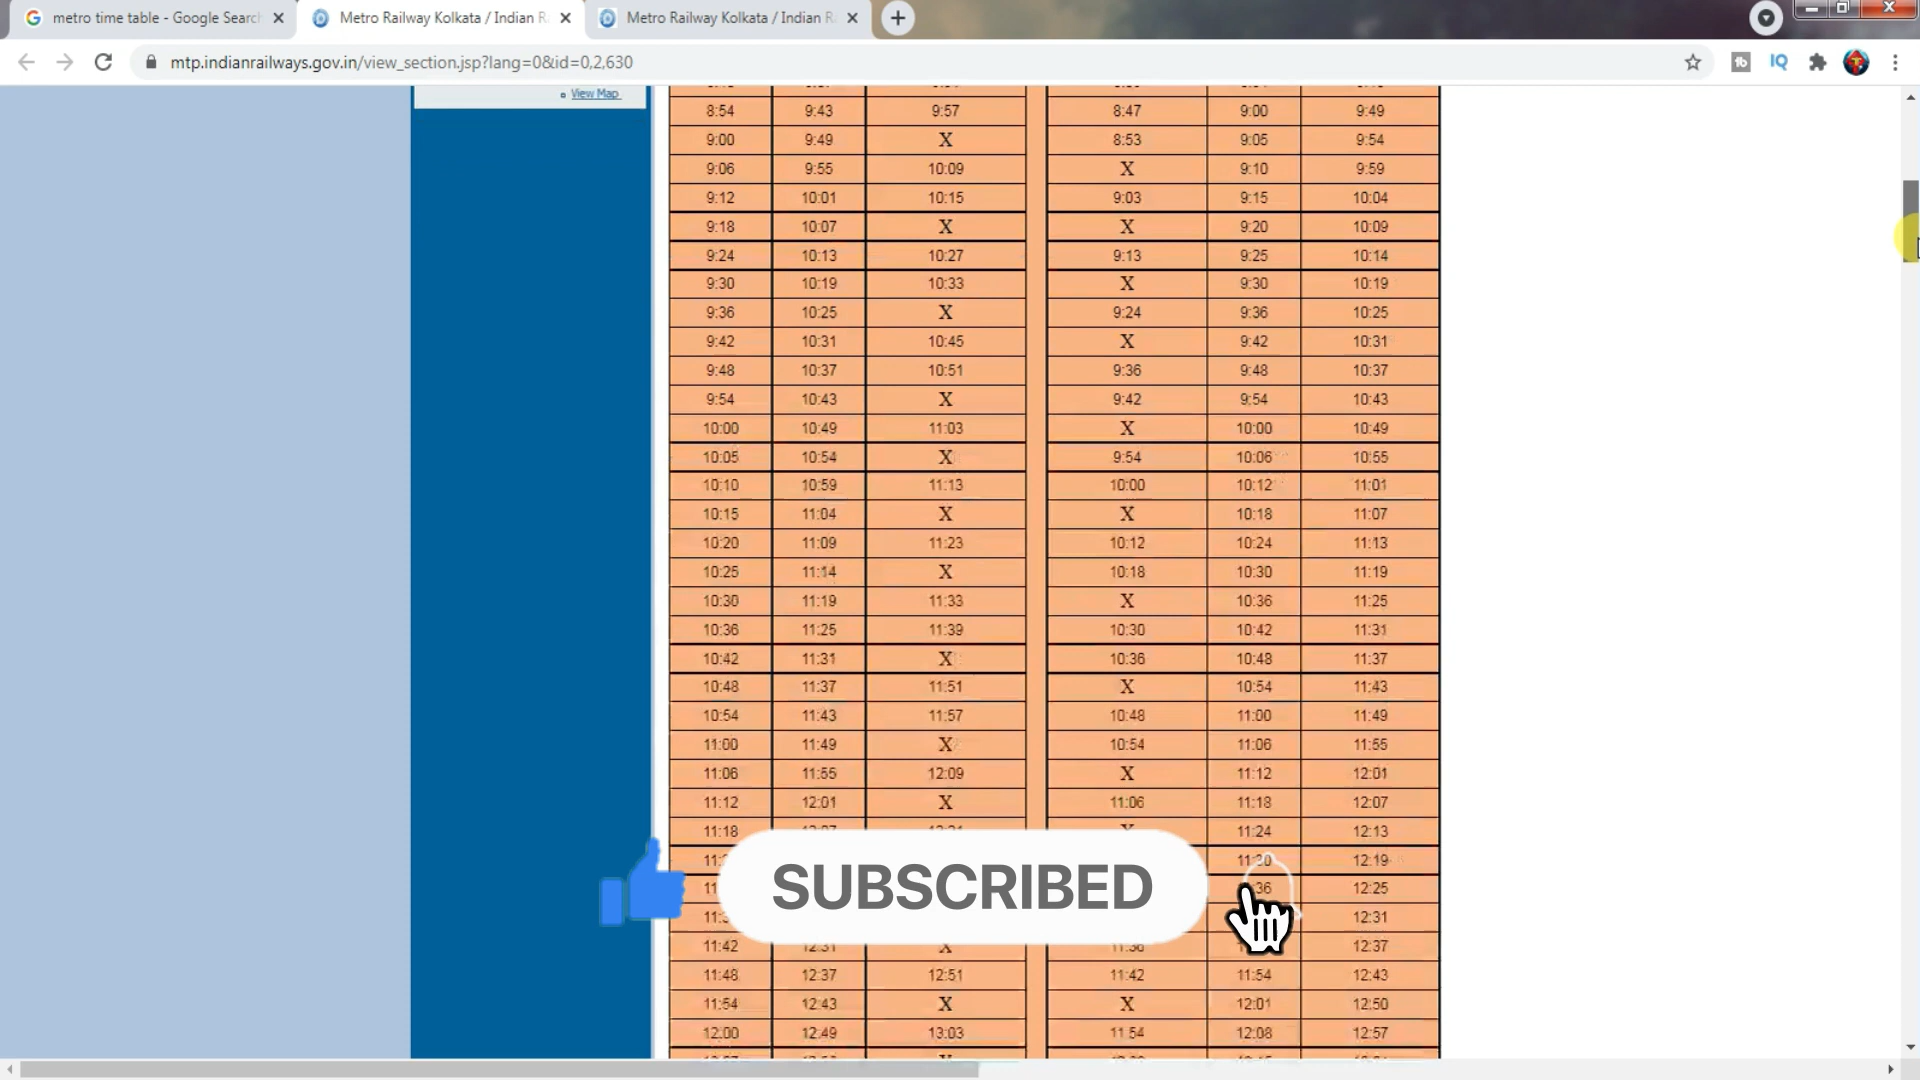 metro time table - Google Search
Metro Railway Kolkata / Indian R
Metro Railway Kolkata / Indian R
mtp.indianrailways.gov.in/view_section.jsp?lang=0&id=0,2,630
IQ
View Map
8:54 9:43 9:57 8:47 9:00 9:49
9:00 9:49 X 8:53 9:05 9:54
9:06 9:55 10:09 X 9:10 9:59
9:12 10:01 10:15 9:03 9:15 10:04
9:18 10:07 X X 9:20 10:09
9:24 10:13 10:27 9:13 9:25 10:14
9:30 10:19 10:33 X 9:30 10:19
9:36 10:25 X 9:24 9:36 10:25
9:42 10:31 10:45 X 9:42 10:31
9:48 10:37 10:51 9:36 9:48 10:37
9:54 10:43 X 9:42 9:54 10:43
10:00 10:49 11:03 X 10:00 10:49
10:05 10:54 X 9:54 10:06 10:55
10:10 10:59 11:13 10:00 10:12 11:01
10:15 11:04 X X 10:18 11:07
10:20 11:09 11:23 10:12 10:24 11:13
10:25 11:14 X 10:18 10:30 11:19
10:30 11:19 11:33 X 10:36 11:25
10:36 11:25 11:39 10:30 10:42 11:31
10:42 11:31 X 10:36 10:48 11:37
10:48 11:37 11:51 X 10:54 11:43
10:54 11:43 11:57 10:48 11:00 11:49
11:00 11:49 X 10:54 11:06 11:55
11:06 11:55 12:09 X 11:12 12:01
11:12 12:01 X 11:06 11:18 12:07
11:18 11:24 12:13
12:19
12:25
12:31
SUBSCRIBED
11:42 12:31 X 11:36 12:37
11:48 12:37 12:51 11:42 11:54 12:43
11:54 12:43 X X 12:01 12:50
12:00 12:49 13:03 11:54 12:08 12:57